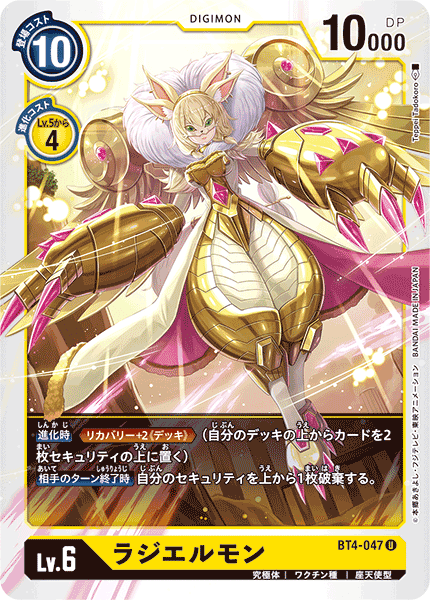 登場コスト
10
DIGIMON
10000
DP
進化コスト
Lv.5から
4
Teppei Tadokoro
BANDAI MADE IN JAPAN
©本郷あきよし・フジテレビ・東映アニメーション
進化時 リカバリー+2《デッキ》 (自分のデッキの上からカードを2
枚セキュリティの上に置く)
相手のターン終了時 自分のセキュリティを上から1枚破棄する。
BT4-047 U
Lv.6
ラジエルモン
究極体 | ワクチン種 | 座天使型